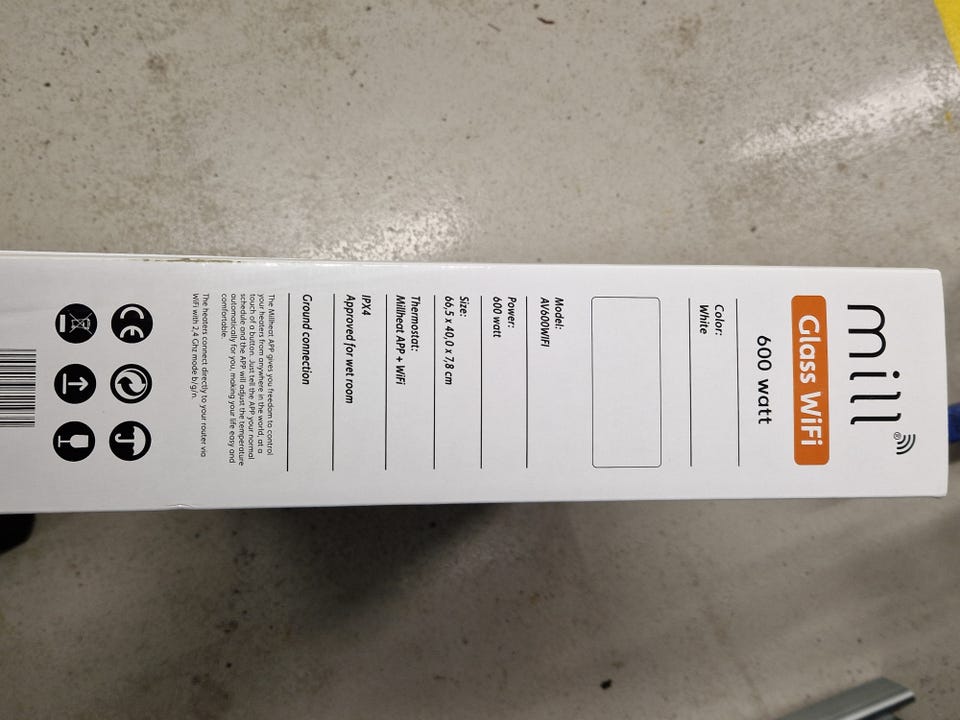 mill
®
Glass WiFi
600 watt
Color:
White
Model:
AV600WIFI
Power:
600 watt
Size:
66,5 x 40,0 x 7,8 cm
Thermostat:
Millheat APP + WiFi
IPX4
Approved for wet room
Ground connection
The Millheat APP gives you freedom to control
your heaters from anywhere in the world, at a
touch of a button. Just tell the APP your normal
schedule and the APP will adjust the temperature
automatically for you, making your life easy and
comfortable.
The heaters connect directly to your router via
WiFi with 2,4 Ghz mode b/g/n.
CE